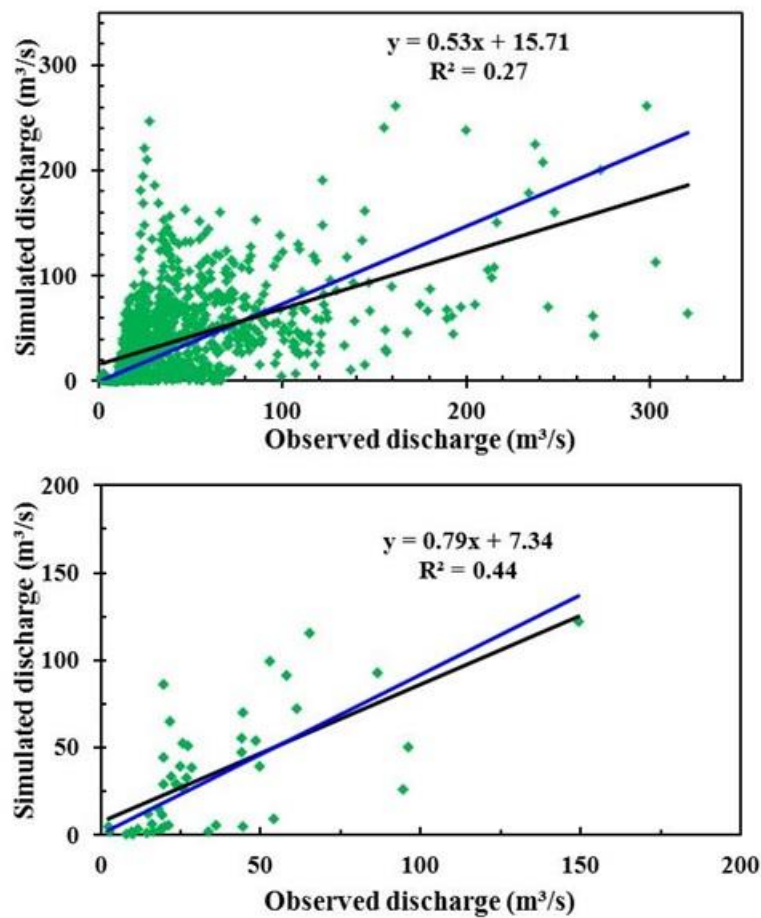 y = 0.53x + 15.71
R² = 0.27
Simulated discharge (m³/s)
300
200
100
0
0 100 200 300
Observed discharge (m³/s)
200
150
100
50
0
y = 0.79x + 7.34
R² = 0.44
Simulated discharge (m³/s)
0 50 100 150 200
Observed discharge (m³/s)